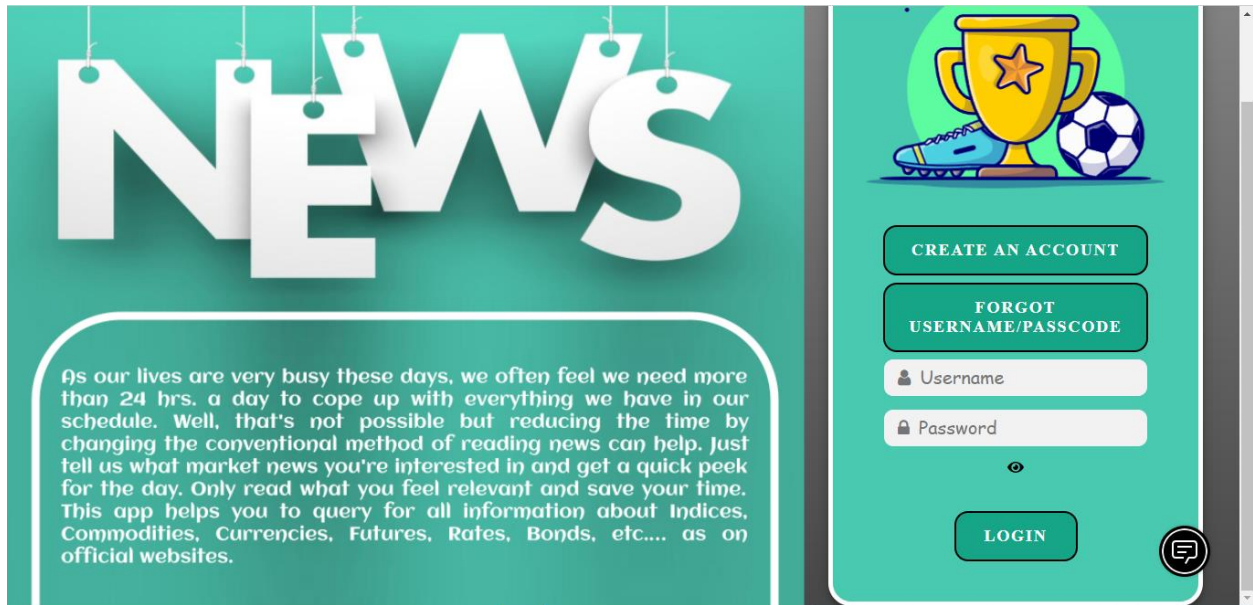 NEWS
As our lives are very busy these days, we often feel we need more
than 24 hrs. a day to cope up with everything we have in our
schedule. Well, that's not possible but reducing the time by
changing the conventional method of reading news can help. Just
tell us what market news you're interested in and get a quick peek
for the day. Only read what you feel relevant and save your time.
This app helps you to query for all information about Indices,
Commodities, Currencies, Futures, Rates, Bonds, etc.... as on
official websites.
CREATE AN ACCOUNT
FORGOT
USERNAME/PASSCODE
Username
Password
LOGIN